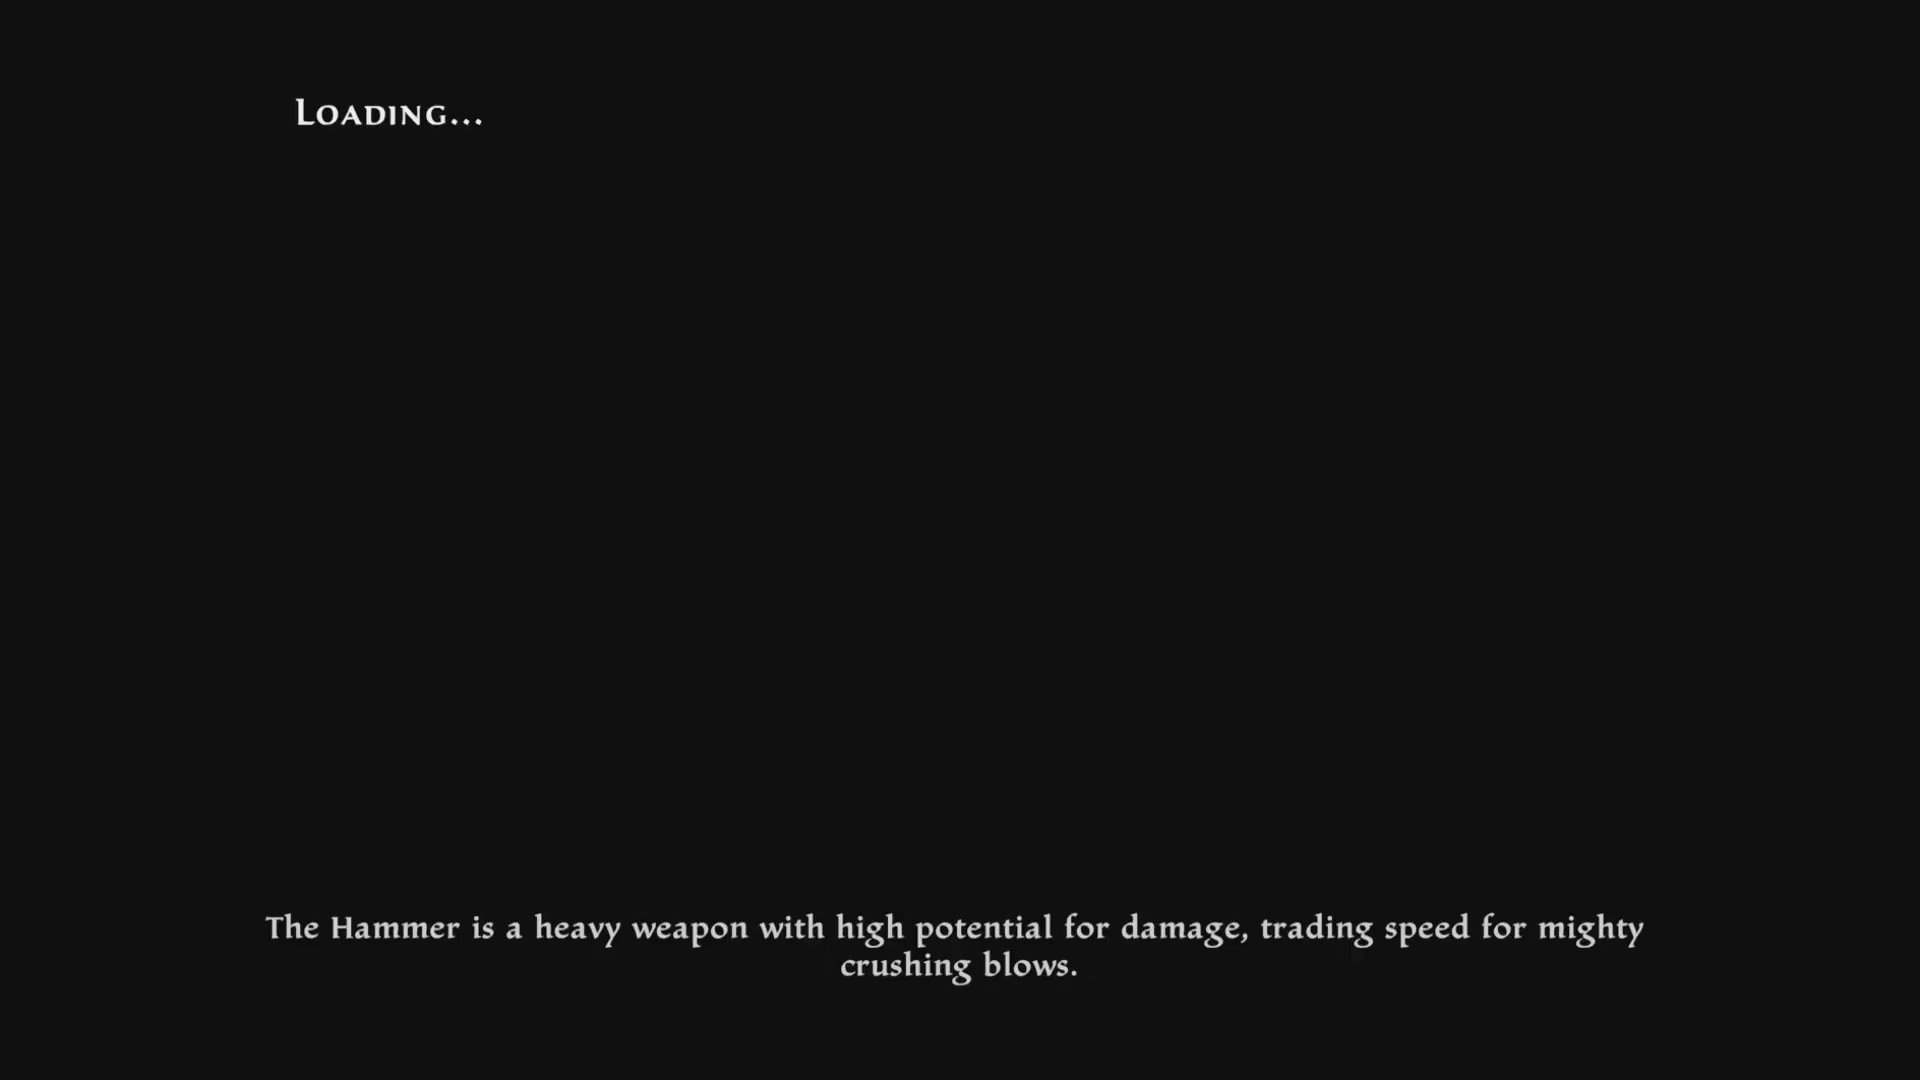 Loading...
The Hammer is a heavy weapon with high potential for damage, trading speed for mighty
crushing blows.